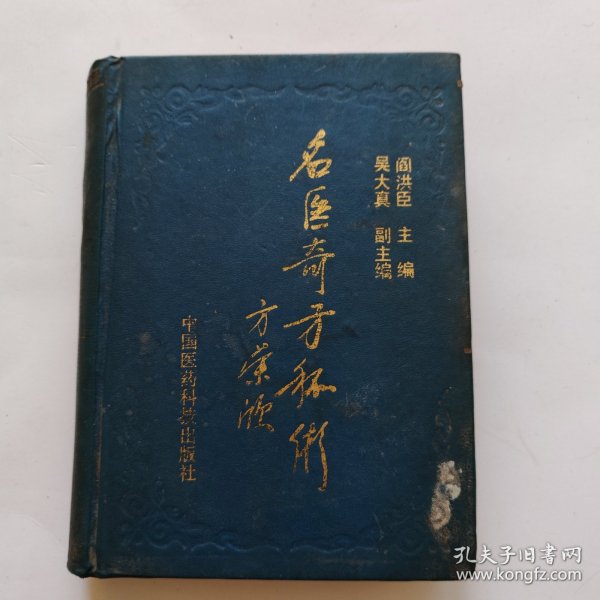 阎洪臣 主编
吴大真 副主编
名医奇方秘术
方荣欣
中国医药科技出版社
孔夫子旧书网
www.kongfz.com